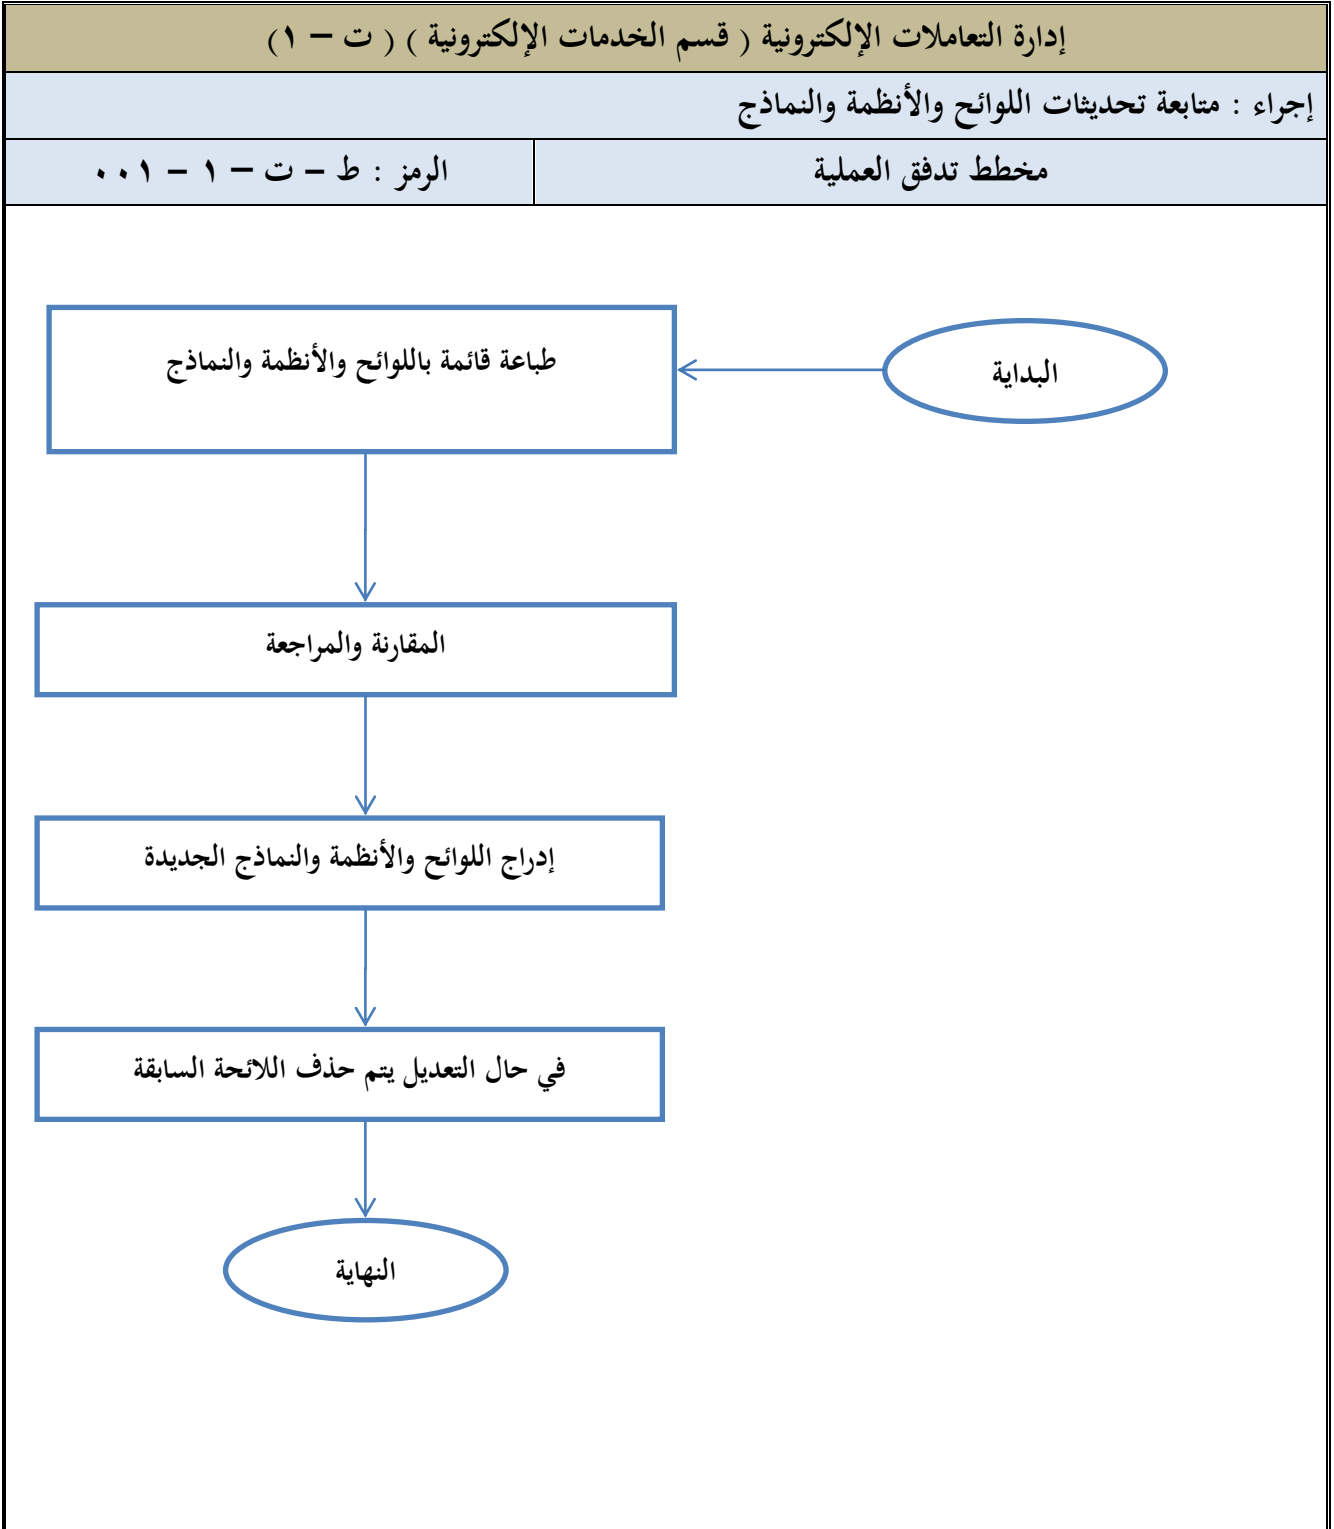 إدارة التعاملات الإلكترونية ( قسم الخدمات الإلكترونية ) ( ت – ١)
إجراء : متابعة تحديثات اللوائح والأنظمة والنماذج
مخطط تدفق العملية
الرمز : ط – ت – ١ – ٠٠١
البداية
طباعة قائمة باللوائح والأنظمة والنماذج
المقارنة والمراجعة
إدراج اللوائح والأنظمة والنماذج الجديدة
في حال التعديل يتم حذف اللائحة السابقة
النهاية